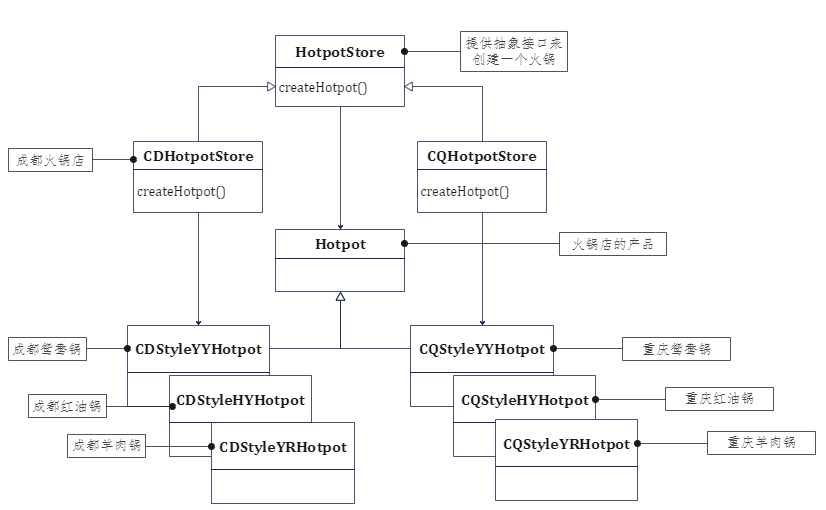 HotpotStore
提供抽象接口来
创建一个火锅
createHotpot()
成都火锅店
CDHotpotStore
CQHotpotStore
createHotpot()
createHotpot()
Hotpot
火锅店的产品
成都鸳鸯锅
CDStyleYYHotpot
CQStyleYYHotpot
重庆鸳鸯锅
成都红油锅
CDStyleHYHotpot
CQStyleHYHotpot
重庆红油锅
成都羊肉锅
CDStyleYRHotpot
CQStyleYRHotpot
重庆羊肉锅